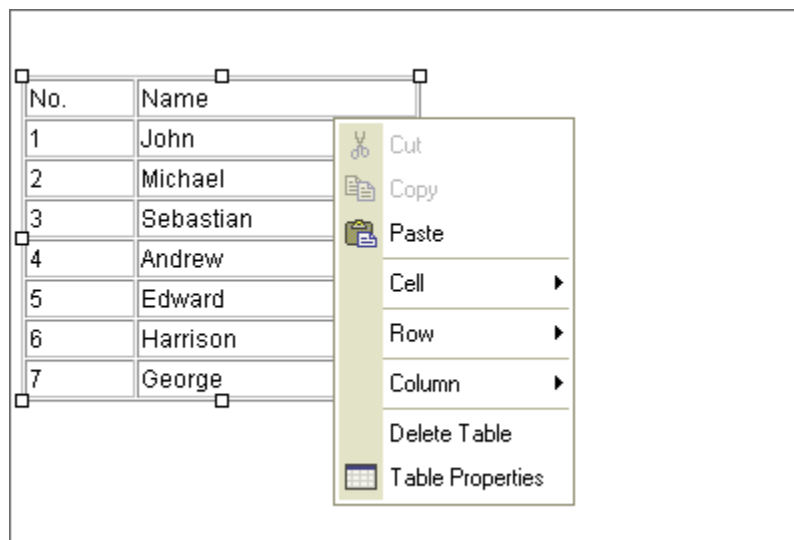 No. Name
1 John
2 Michael
3 Sebastian
4 Andrew
5 Edward
6 Harrison
7 George
Cut
Copy
Paste
Cell
Row
Column
Delete Table
Table Properties